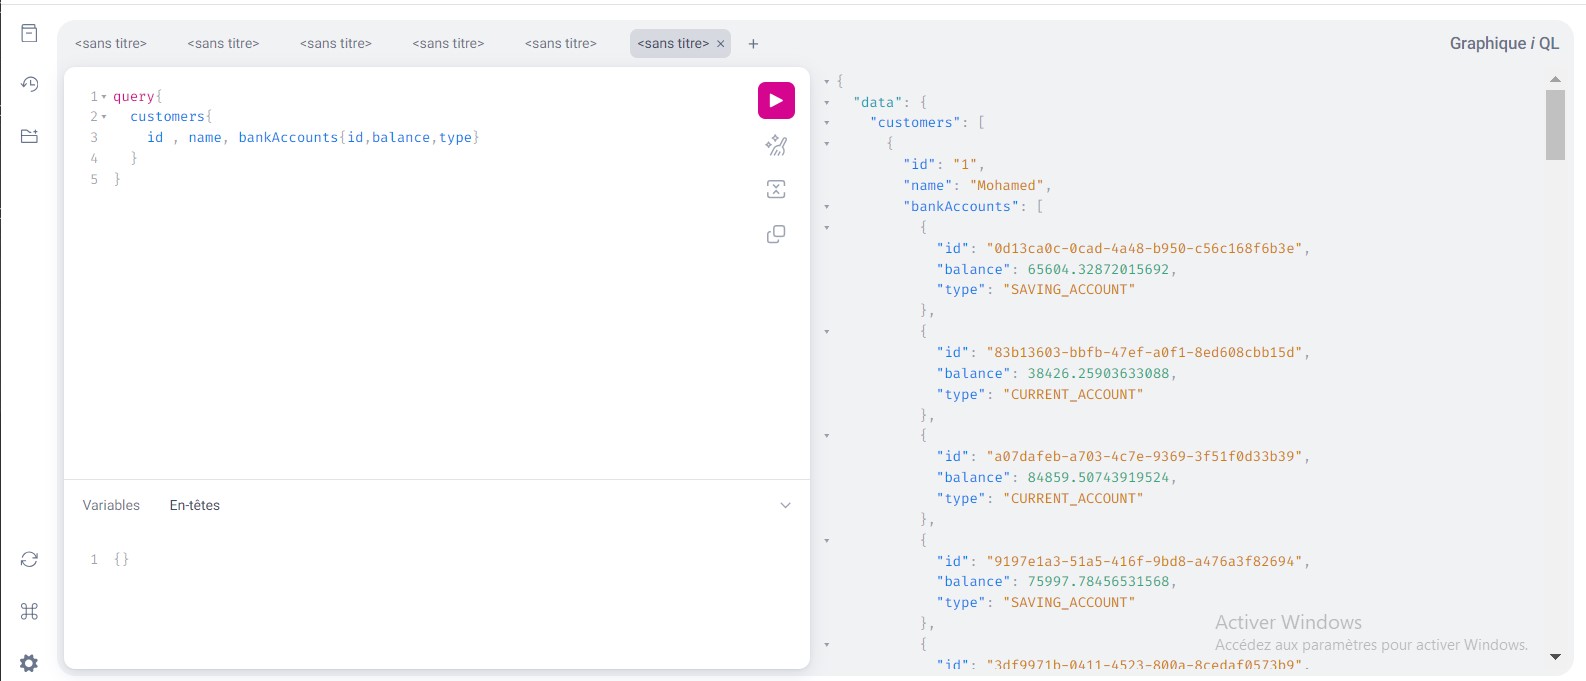 <sans titre> <sans titre> <sans titre> <sans titre> <sans titre> <sans titre> × +
Graphique i QL
1 query{
2 customers{
3 id , name, bankAccounts{id,balance,type}
4 }
5 }
Variables En-têtes
1 {}
{
"data": {
"customers": [
{
"id": "1",
"name": "Mohamed",
"bankAccounts": [
{
"id": "0d13ca0c-0cad-4a48-b950-c56c168f6b3e",
"balance": 65604.32872015692,
"type": "SAVING_ACCOUNT"
},
{
"id": "83b13603-bbfb-47ef-a0f1-8ed608cbb15d",
"balance": 38426.25903633088,
"type": "CURRENT_ACCOUNT"
},
{
"id": "a07dafeb-a703-4c7e-9369-3f51f0d33b39",
"balance": 84859.50743919524,
"type": "CURRENT_ACCOUNT"
},
{
"id": "9197e1a3-51a5-416f-9bd8-a476a3f82694",
"balance": 75997.78456531568,
"type": "SAVING_ACCOUNT"
},
{
"id": "3df9971b-0411-4523-800a-8cedaf0573b9",
Activer Windows
Accédez aux paramètres pour activer Windows.